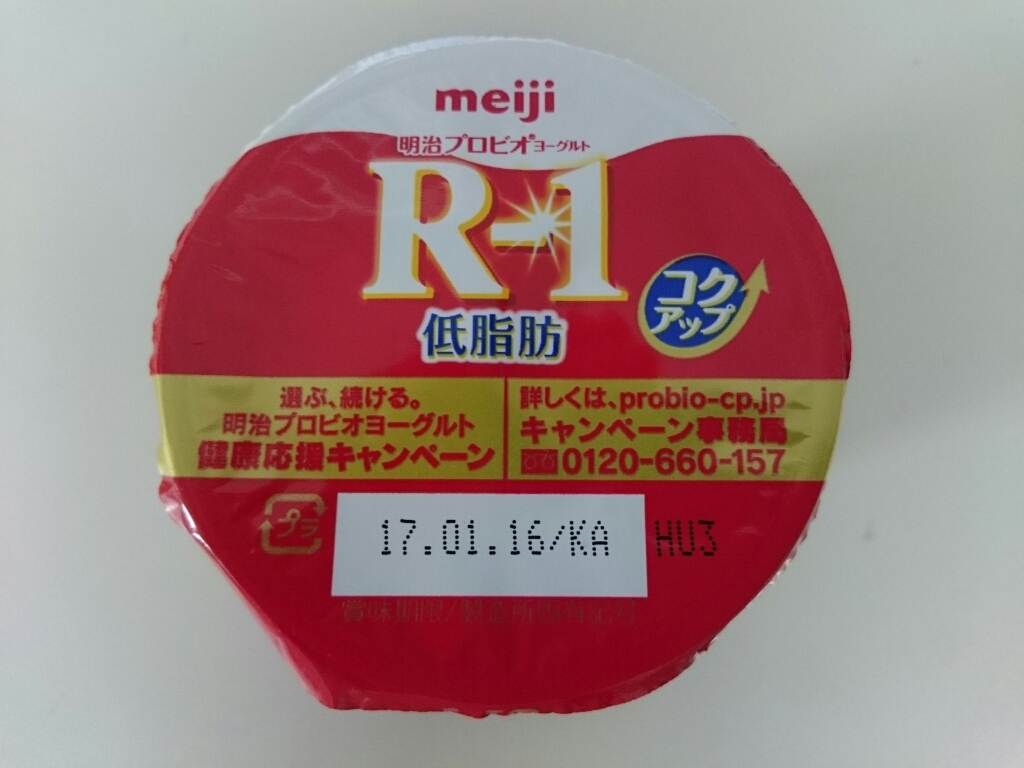 meiji
明治プロビオヨーグルト
R-1
低脂肪
コク
アップ
選ぶ、続ける。
明治プロビオヨーグルト
健康応援キャンペーン
詳しくは、probio-cp.jp
キャンペーン事務局
0120-660-157
プラ
17.01.16/KA HU3
賞味期限/製造所固有記号